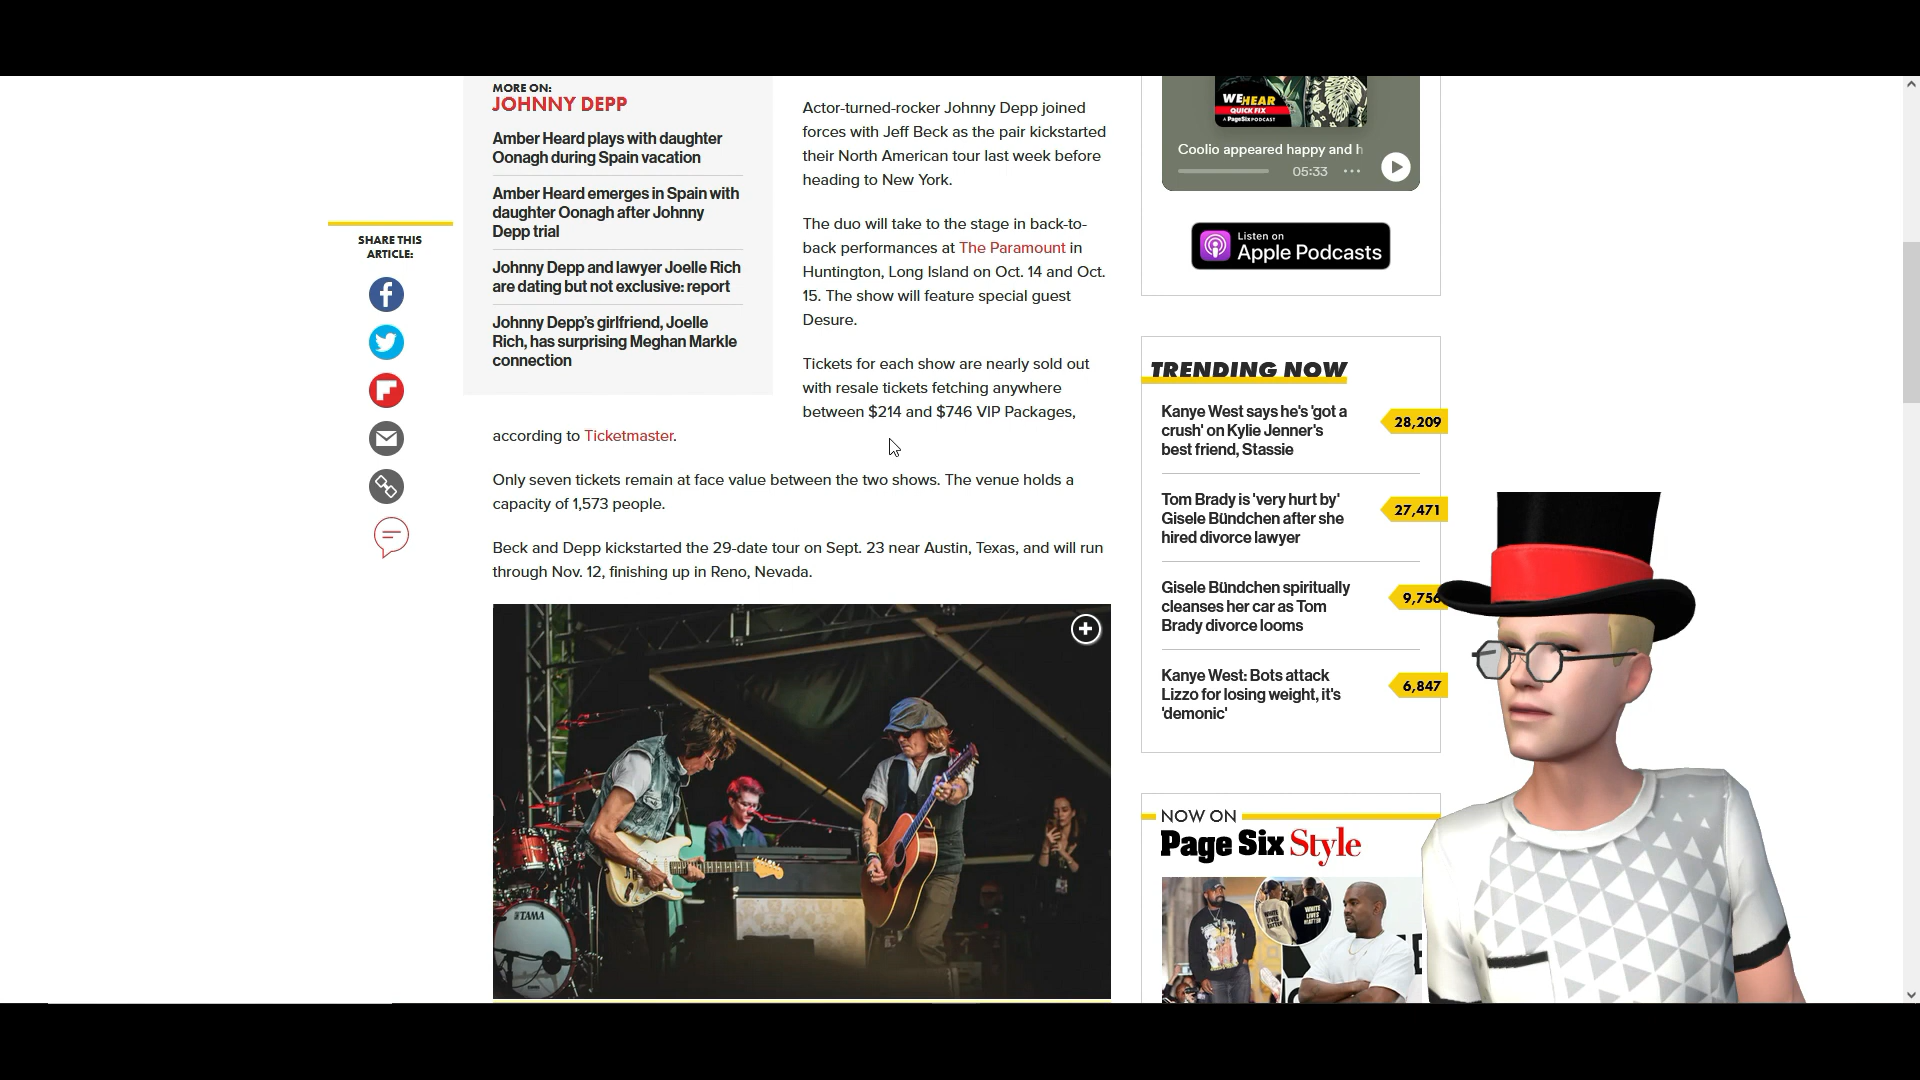 MORE ON:
JOHNNY DEPP
Amber Heard plays with daughter
Oonagh during Spain vacation
Amber Heard emerges in Spain with
daughter Oonagh after Johnny
Depp trial
Johnny Depp and lawyer Joelle Rich
are dating but not exclusive: report
Johnny Depp's girlfriend, Joelle
Rich, has surprising Meghan Markle
connection
SHARE THIS
ARTICLE:
Actor-turned-rocker Johnny Depp joined
forces with Jeff Beck as the pair kickstarted
their North American tour last week before
heading to New York.
The duo will take to the stage in back-to-
back performances at The Paramount in
Huntington, Long Island on Oct. 14 and Oct.
15. The show will feature special guest
Desure.
Tickets for each show are nearly sold out
with resale tickets fetching anywhere
between $214 and $746 VIP Packages,
according to Ticketmaster.
Only seven tickets remain at face value between the two shows. The venue holds a
capacity of 1,573 people.
Beck and Depp kickstarted the 29-date tour on Sept. 23 near Austin, Texas, and will run
through Nov. 12, finishing up in Reno, Nevada.
TAMA
WE HEAR
QUICK FIX
A PageSix PODCAST
Coolio appeared happy and h
05:33
Listen on
Apple Podcasts
TRENDING NOW
Kanye West says he's 'got a
crush' on Kylie Jenner's
best friend, Stassie
28,209
Tom Brady is 'very hurt by'
Gisele Bündchen after she
hired divorce lawyer
27,471
Gisele Bündchen spiritually
cleanses her car as Tom
Brady divorce looms
9,756
Kanye West: Bots attack
Lizzo for losing weight, it's
'demonic'
6,847
NOW ON
Page Six Style
WHITE
LIVES
MATTER